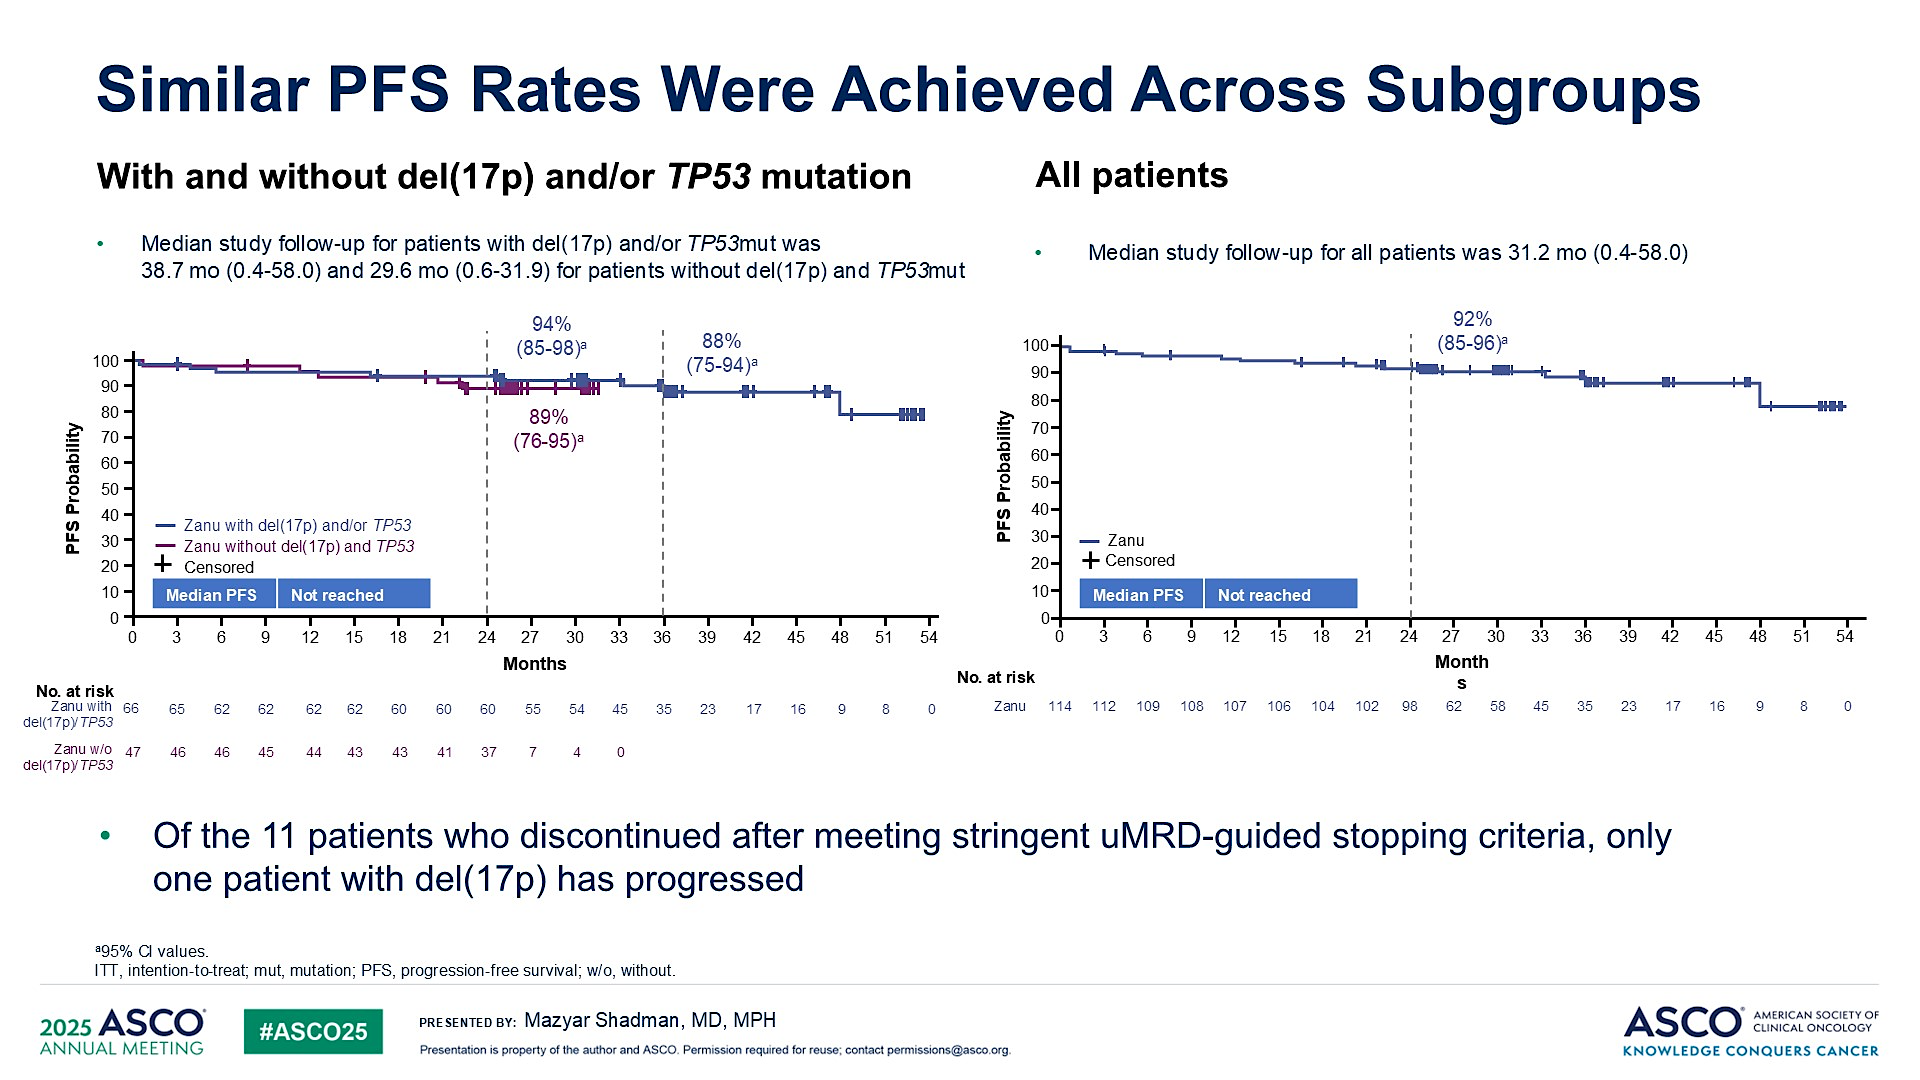 Similar PFS Rates Were Achieved Across Subgroups
With and without del(17p) and/or TP53 mutation
• Median study follow-up for patients with del(17p) and/or TP53mut was
38.7 mo (0.4-58.0) and 29.6 mo (0.6-31.9) for patients without del(17p) and TP53mut
94%
(85-98)ᵃ
88%
(75-94)ᵃ
89%
(76-95)ᵃ
PFS Probability
100
90
80
70
60
50
40
30
20
10
0
Zanu with del(17p) and/or TP53
Zanu without del(17p) and TP53
Censored
Median PFS Not reached
0 3 6 9 12 15 18 21 24 27 30 33 36 39 42 45 48 51 54
Months
No. at risk
Zanu with
del(17p)/TP53
66 65 62 62 62 62 60 60 60 55 54 45 35 23 17 16 9 8 0
Zanu w/o
del(17p)/TP53
47 46 46 45 44 43 43 41 37 7 4 0
All patients
• Median study follow-up for all patients was 31.2 mo (0.4-58.0)
92%
(85-96)ᵃ
PFS Probability
100
90
80
70
60
50
40
30
20
10
0
Zanu
Censored
Median PFS Not reached
0 3 6 9 12 15 18 21 24 27 30 33 36 39 42 45 48 51 54
Month
s
No. at risk
Zanu 114 112 109 108 107 106 104 102 98 62 58 45 35 23 17 16 9 8 0
• Of the 11 patients who discontinued after meeting stringent uMRD-guided stopping criteria, only
one patient with del(17p) has progressed
ᵃ95% CI values.
ITT, intention-to-treat; mut, mutation; PFS, progression-free survival; w/o, without.
2025 ASCO®
ANNUAL MEETING
#ASCO25
PRESENTED BY: Mazyar Shadman, MD, MPH
Presentation is property of the author and ASCO. Permission required for reuse; contact permissions@asco.org.
ASCO® AMERICAN SOCIETY OF
CLINICAL ONCOLOGY
KNOWLEDGE CONQUERS CANCER